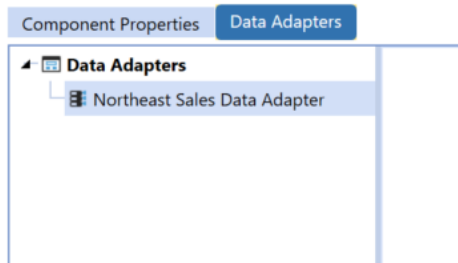 Component Properties Data Adapters
Data Adapters
Northeast Sales Data Adapter